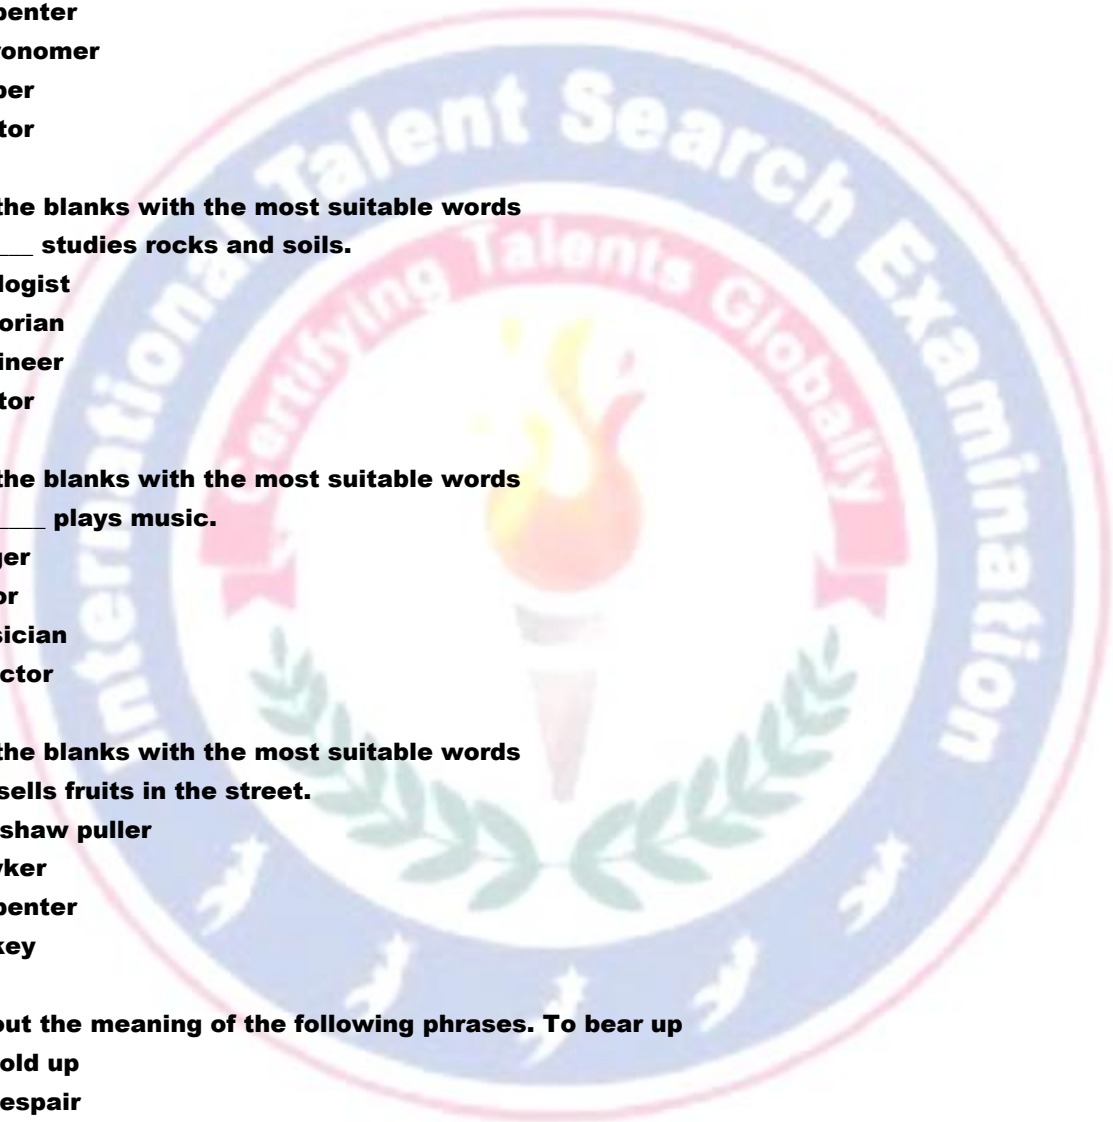 penter
onomer
ber
tor
the blanks with the most suitable words
___ studies rocks and soils.
logist
orian
ineer
tor
the blanks with the most suitable words
____ plays music.
ger
or
sician
ctor
the blanks with the most suitable words
sells fruits in the street.
shaw puller
ker
penter
key
out the meaning of the following phrases. To bear up
old up
espair
International Talent Search Examination
Certifying Talents Globally